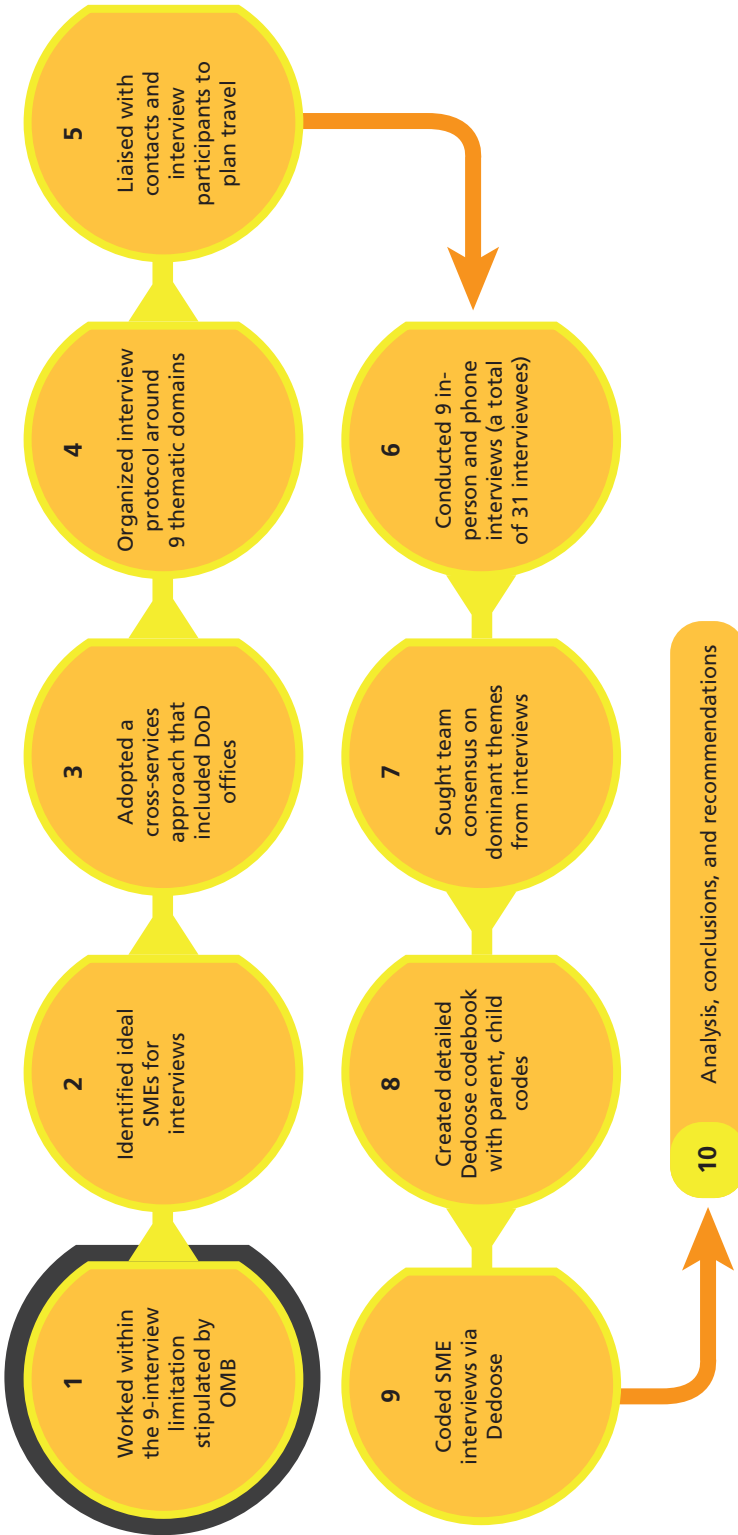 1
Worked within
the 9-interview
limitation
stipulated by
OMB
2
Identified ideal
SMEs for
interviews
3
Adopted a
cross-services
approach that
included DoD
offices
4
Organized interview
protocol around
9 thematic domains
5
Liaised with
contacts and
interview
participants to
plan travel
6
Conducted 9 in-
person and phone
interviews (a total
of 31 interviewees)
7
Sought team
consensus on
dominant themes
from interviews
8
Created detailed
Dedoose codebook
with parent, child
codes
9
Coded SME
interviews via
Dedoose
10 Analysis, conclusions, and recommendations